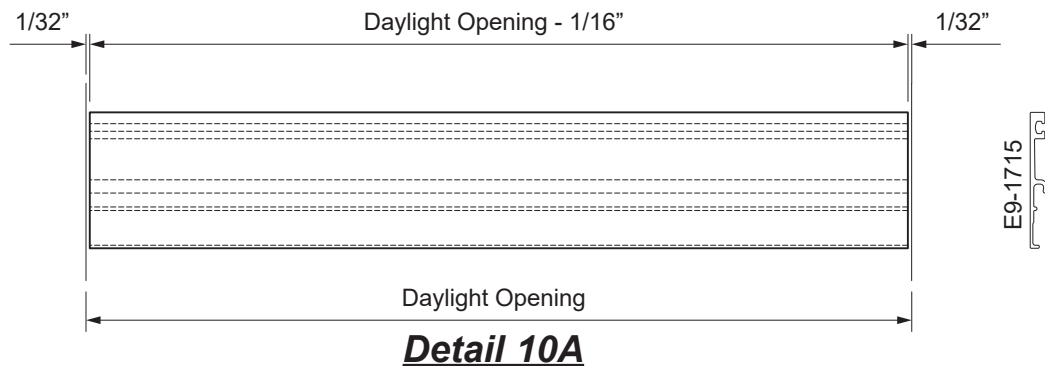 1/32”
Daylight Opening - 1/16”
1/32”
E9-1715
Daylight Opening
Detail 10A